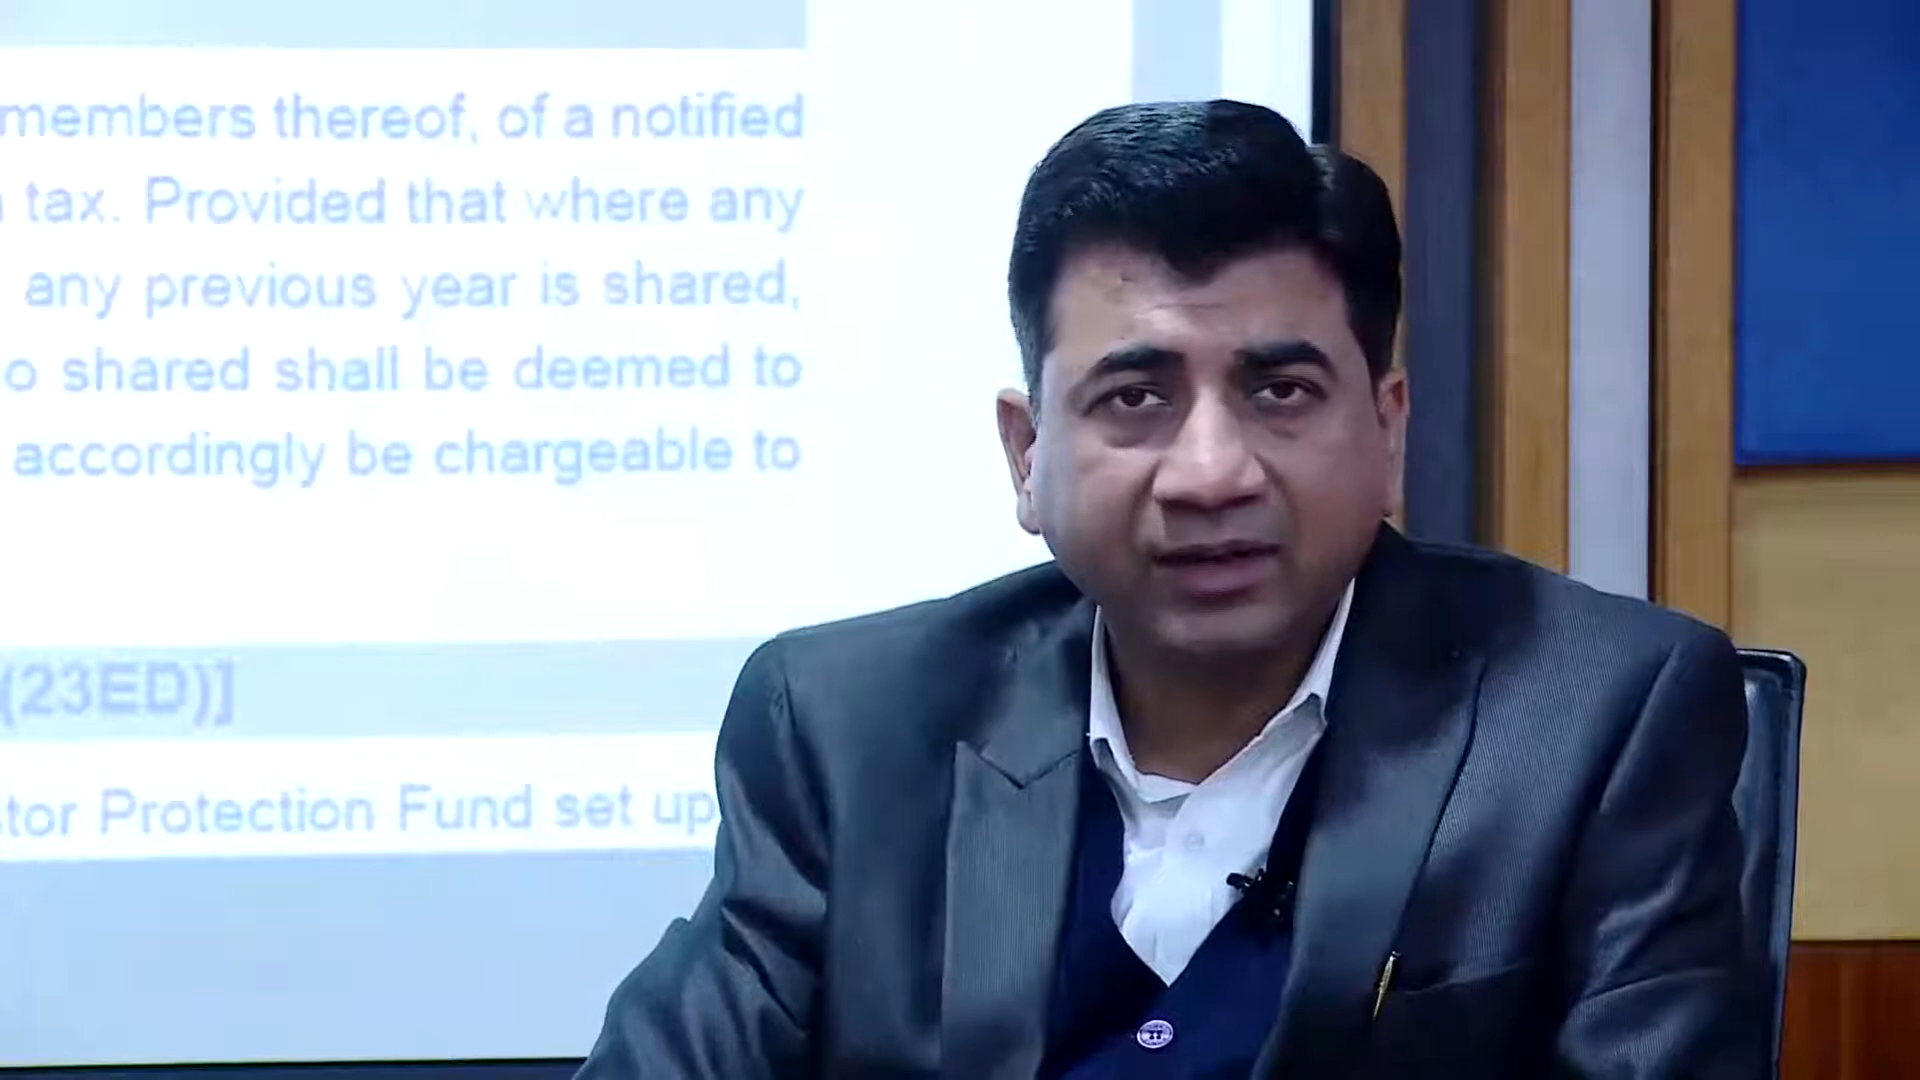 members thereof, of a notified
tax. Provided that where any
any previous year is shared,
o shared shall be deemed to
accordingly be chargeable to
(23ED)]
tor Protection Fund set up